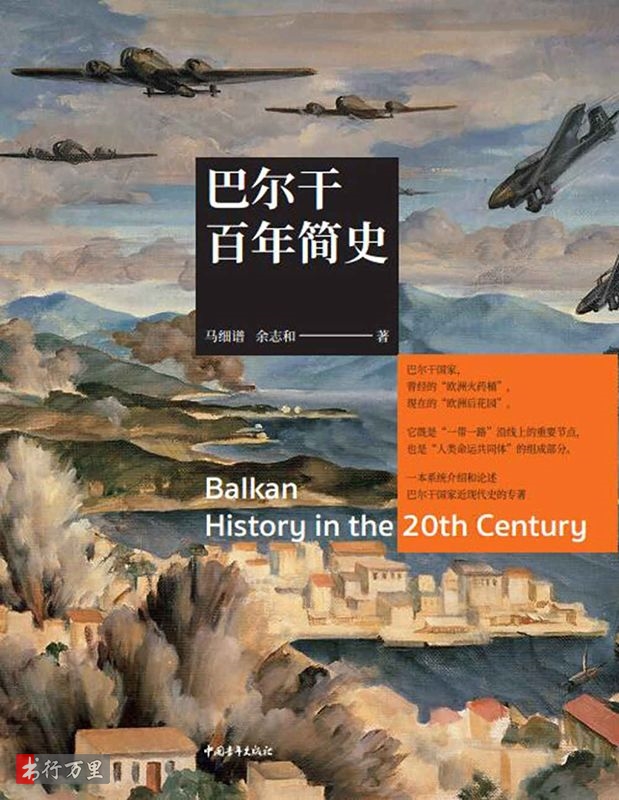 巴尔干
百年简史
马细谱 余志和————著
巴尔干国家，
曾经的“欧洲火药桶”，
现在的“欧洲后花园”。
它既是“一带一路”沿线上的重要节点，
也是“人类命运共同体”的组成部分。
一本系统介绍和论述
巴尔干国家近现代史的专著
Balkan
History in the 20th Century
中国青年出版社
书行万里